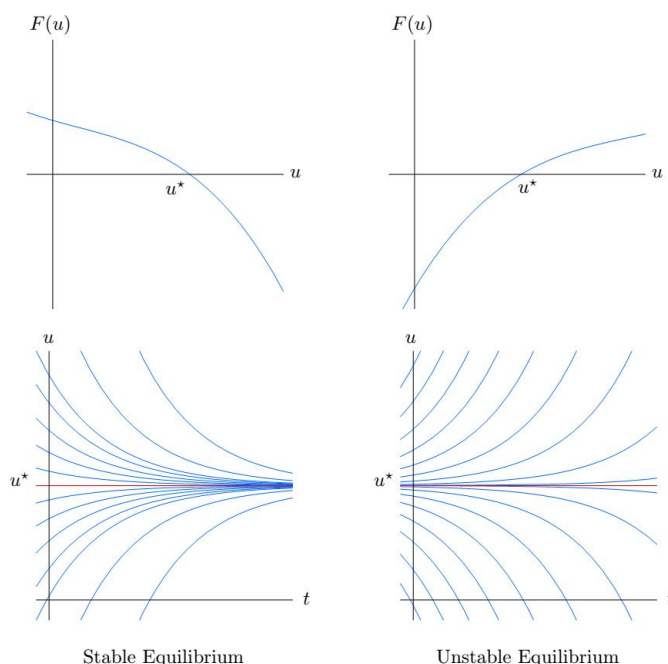 F(u) F(u)
u u
u⋆ u⋆
u u
u⋆ u⋆
t t
Stable Equilibrium Unstable Equilibrium